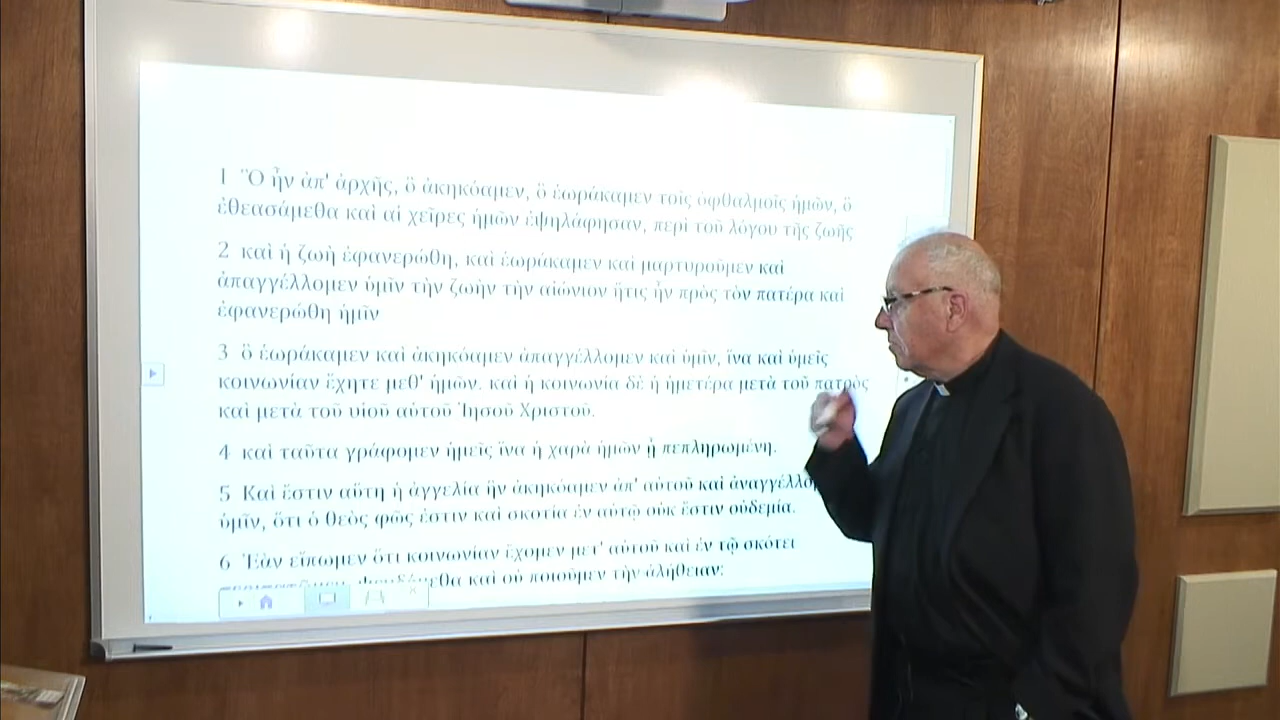 1 Ὃ ἦν ἀπ' ἀρχῆς, ὃ ἀκηκόαμεν, ὃ ἑωράκαμεν τοῖς ὀφθαλμοῖς ἡμῶν, ὃ
ἐθεασάμεθα καὶ αἱ χεῖρες ἡμῶν ἐψηλάφησαν, περὶ τοῦ λόγου τῆς ζωῆς
2 καὶ ἡ ζωὴ ἐφανερώθη, καὶ ἑωράκαμεν καὶ μαρτυροῦμεν καὶ
ἀπαγγέλλομεν ὑμῖν τὴν ζωὴν τὴν αἰώνιον ἥτις ἦν πρὸς τὸν πατέρα καὶ
ἐφανερώθη ἡμῖν
3 ὃ ἑωράκαμεν καὶ ἀκηκόαμεν ἀπαγγέλλομεν καὶ ὑμῖν, ἵνα καὶ ὑμεῖς
κοινωνίαν ἔχητε μεθ' ἡμῶν. καὶ ἡ κοινωνία δὲ ἡ ἡμετέρα μετὰ τοῦ πατρὸς
καὶ μετὰ τοῦ υἱοῦ αὐτοῦ Ἰησοῦ Χριστοῦ.
4 καὶ ταῦτα γράφομεν ἡμεῖς ἵνα ἡ χαρὰ ἡμῶν ᾖ πεπληρωμένη.
5 Καὶ ἔστιν αὕτη ἡ ἀγγελία ἣν ἀκηκόαμεν ἀπ' αὐτοῦ καὶ ἀναγγέλλο
ὑμῖν, ὅτι ὁ θεὸς φῶς ἐστιν καὶ σκοτία ἐν αὐτῷ οὐκ ἔστιν οὐδεμία.
6 Ἐὰν εἴπωμεν ὅτι κοινωνίαν ἔχομεν μετ' αὐτοῦ καὶ ἐν τῷ σκότει
καὶ οὐ ποιοῦμεν τὴν ἀλήθειαν·